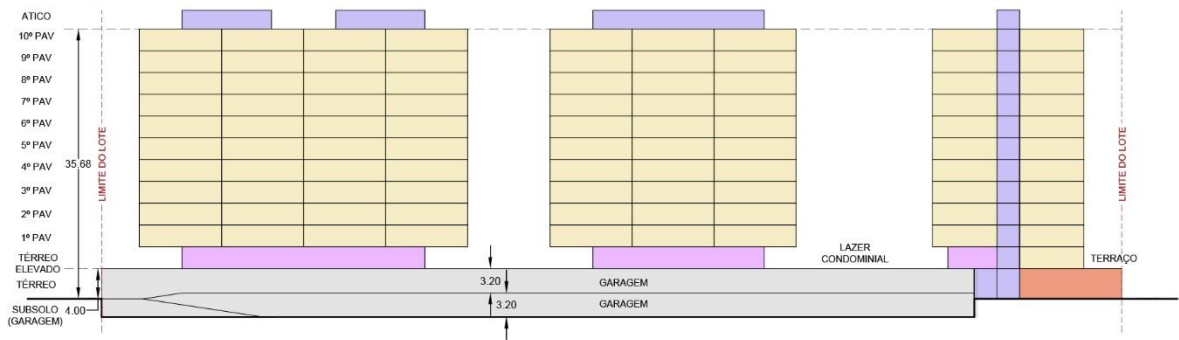 ATICO
10º PAV
9º PAV
8º PAV
7º PAV
6º PAV
5º PAV
4º PAV
3º PAV
2º PAV
1º PAV
TÉRREO
ELEVADO
TÉRREO
SUBSOLO
(GARAGEM)
35.68
4.00
LIMITE DO LOTE
3.20
GARAGEM
3.20
GARAGEM
LAZER
CONDOMINIAL
TERRAÇO
LIMITE DO LOTE